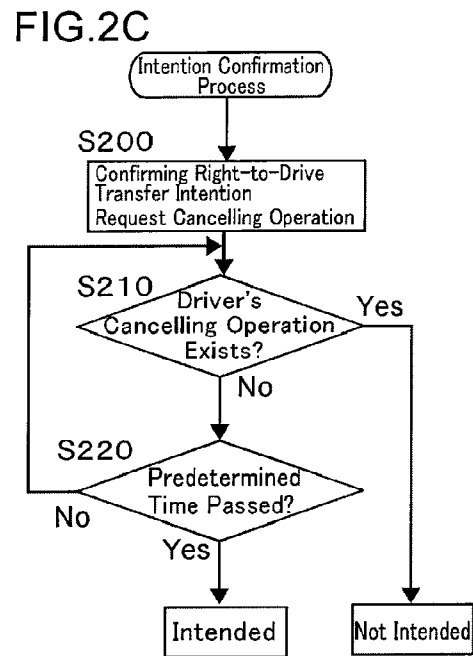 FIG.2C
Intention Confirmation
Process
S200
Confirming Right-to-Drive
Transfer Intention
Request Cancelling Operation
S210
Driver's
Cancelling Operation
Exists?
Yes
No
S220
Predetermined
Time Passed?
No
Yes
Intended
Not Intended